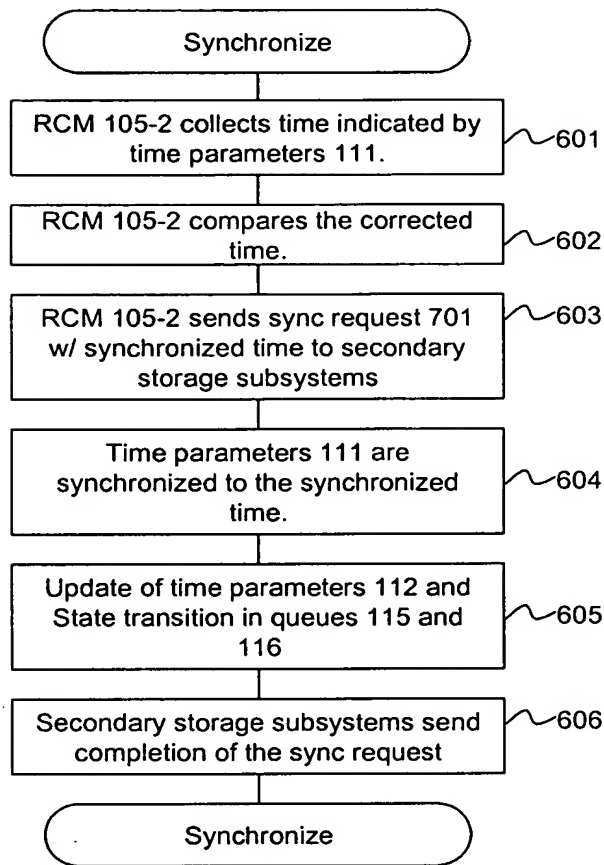 Synchronize
RCM 105-2 collects time indicated by
time parameters 111.
601
RCM 105-2 compares the corrected
time.
602
RCM 105-2 sends sync request 701
w/ synchronized time to secondary
storage subsystems
603
Time parameters 111 are
synchronized to the synchronized
time.
604
Update of time parameters 112 and
State transition in queues 115 and
116
605
Secondary storage subsystems send
completion of the sync request
606
Synchronize